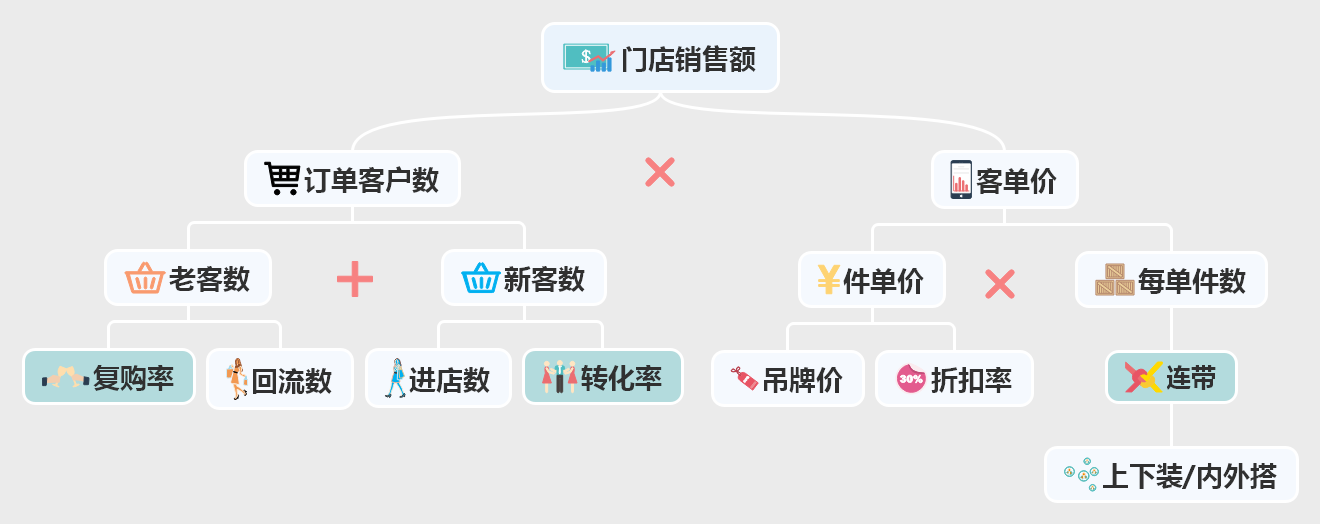 $ 门店销售额
订单客户数
×
客单价
老客数
+
新客数
¥ 件单价
×
每单件数
复购率
回流数
进店数
转化率
吊牌价
30% 折扣率
连带
上下装/内外搭